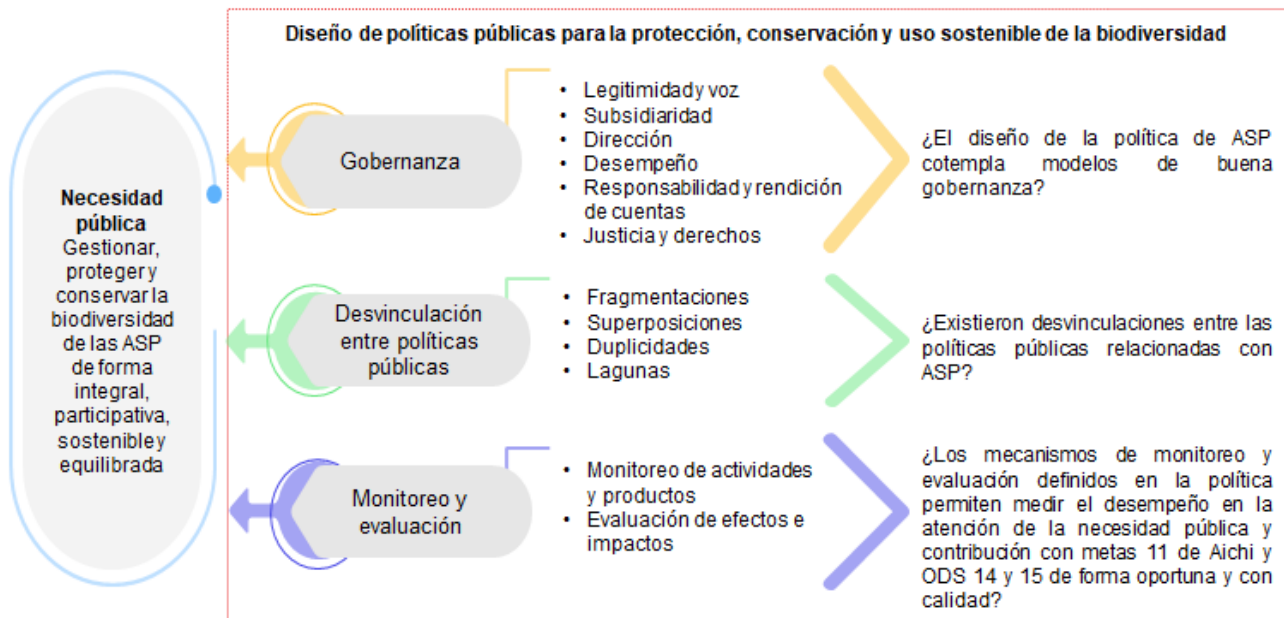 Diseño de políticas públicas para la protección, conservación y uso sostenible de la biodiversidad
Necesidad
pública
Gestionar,
proteger y
conservar la
biodiversidad
de las ASP
de forma
integral,
participativa,
sostenible y
equilibrada
Gobernanza
• Legitimidad y voz
• Subsidiaridad
• Dirección
• Desempeño
• Responsabilidad y rendición
de cuentas
• Justicia y derechos
¿El diseño de la política de ASP
cotempla modelos de buena
gobernanza?
Desvinculación
entre políticas
públicas
• Fragmentaciones
• Superposiciones
• Duplicidades
• Lagunas
¿Existieron desvinculaciones entre las
políticas públicas relacionadas con
ASP?
Monitoreo y
evaluación
• Monitoreo de actividades
y productos
• Evaluación de efectos e
impactos
¿Los mecanismos de monitoreo y
evaluación definidos en la política
permiten medir el desempeño en la
atención de la necesidad pública y
contribución con metas 11 de Aichi y
ODS 14 y 15 de forma oportuna y con
calidad?